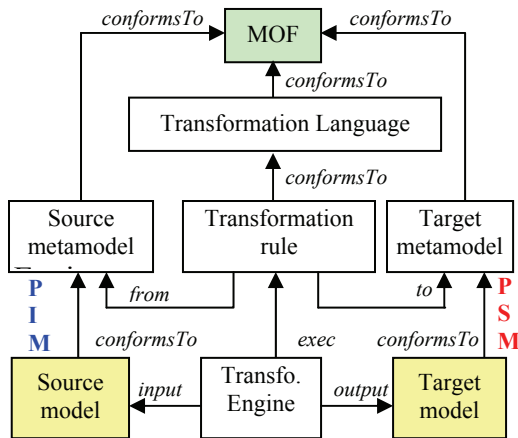 conformsTo
MOF
conformsTo
conformsTo
Transformation Language
conformsTo
Source
metamodel
Transformation
rule
Target
metamodel
P
I
M
from
to
P
S
M
conformsTo
exec
conformsTo
Source
model
input
Transfo.
Engine
output
Target
model